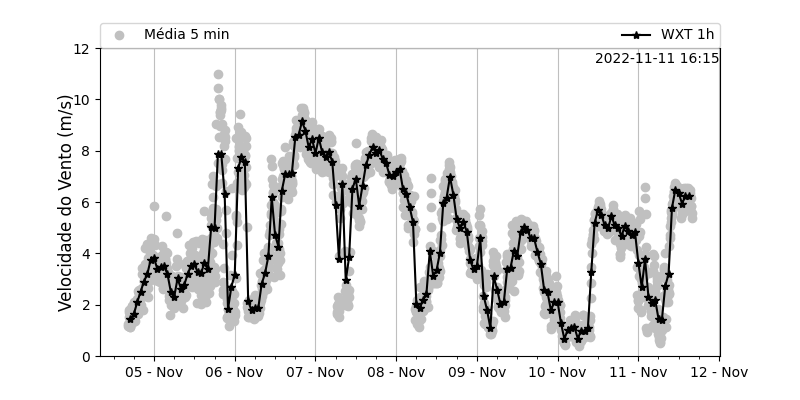 Média 5 min
WXT 1h
2022-11-11 16:15
Velocidade do Vento (m/s)
12
10
8
6
4
2
0
05 - Nov
06 - Nov
07 - Nov
08 - Nov
09 - Nov
10 - Nov
11 - Nov
12 - Nov